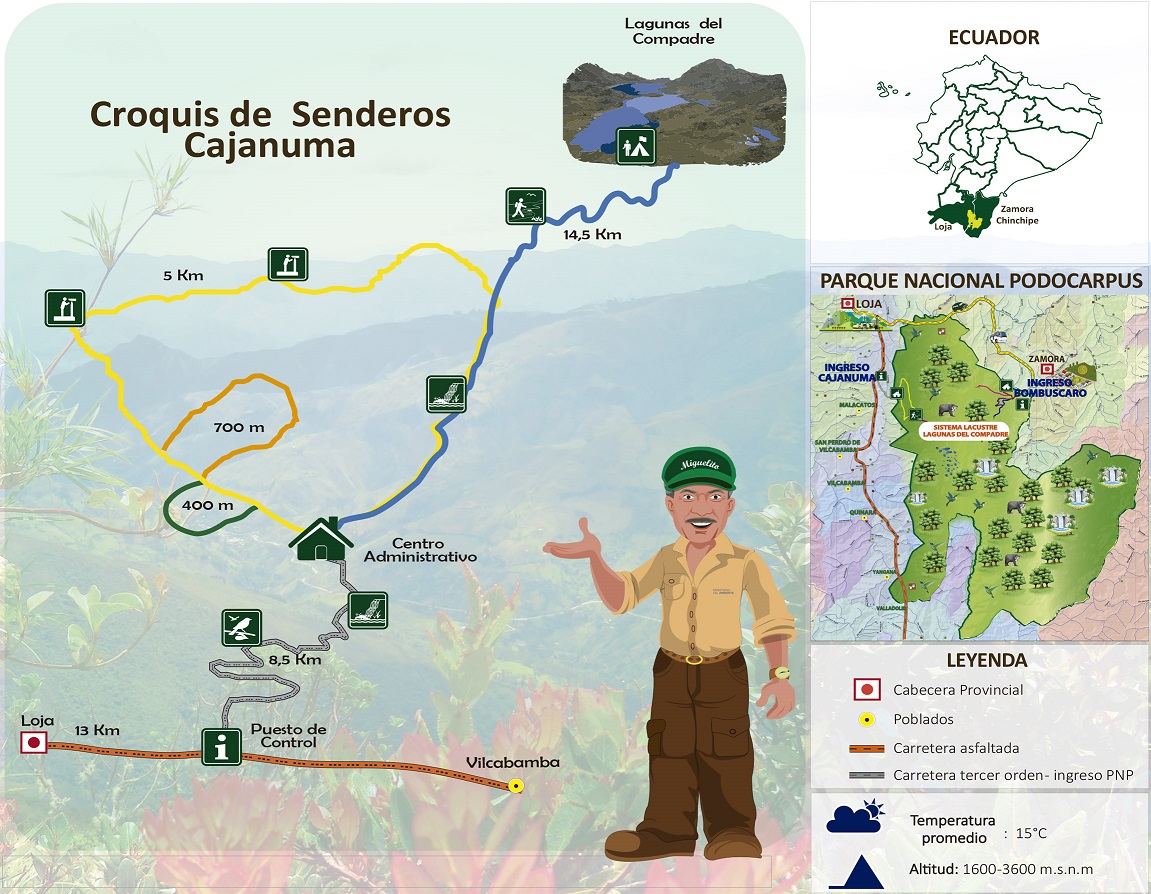 Croquis de Senderos
Cajanuma
Lagunas del
Compadre
14,5 Km
5 Km
700 m
400 m
Centro
Administrativo
8,5 Km
Loja
13 Km
Puesto de
Control
i
Vilcabamba
Miguelito
ECUADOR
Loja
Zamora
Chinchipe
PARQUE NACIONAL PODOCARPUS
LOJA
INGRESO
CAJANUMA
i
ZAMORA
INGRESO
BOMBUSCARO
i
MALACATOS
SISTEMA LACUSTRE
LAGUNAS DEL COMPADRE
SAN PERDRO DE
VILCABAMBA
VILCABAMBA
QUINARA
YANGANA
VALLADOLID
LEYENDA
Cabecera Provincial
Poblados
Carretera asfaltada
Carretera tercer orden- ingreso PNP
Temperatura
promedio : 15°C
Altitud: 1600-3600 m.s.n.m